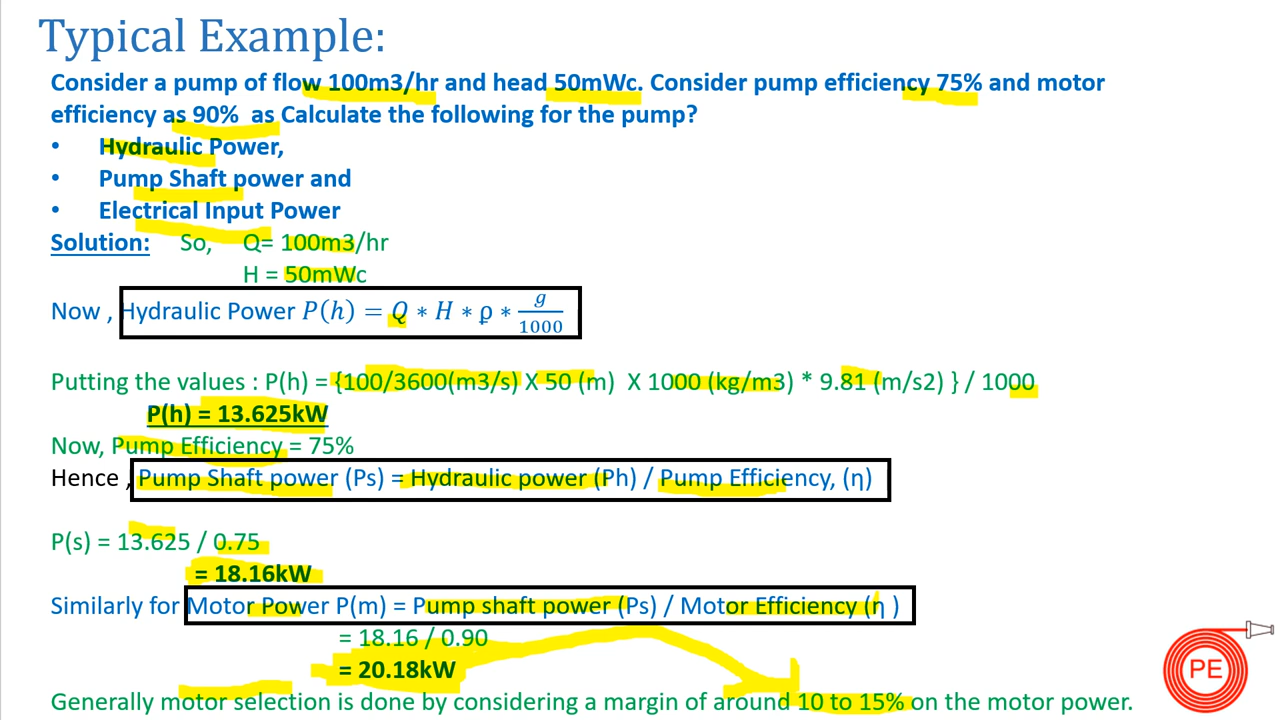 Typical Example:
Consider a pump of flow 100m3/hr and head 50mWc. Consider pump efficiency 75% and motor
efficiency as 90%  as Calculate the following for the pump?
• Hydraulic Power,
• Pump Shaft power and
• Electrical Input Power
Solution: So, Q= 100m3/hr
H = 50mWc
Now , Hydraulic Power P(h) = Q * H * ρ * g/1000
Putting the values : P(h) = {100/3600(m3/s) X 50 (m)  X 1000 (kg/m3) * 9.81 (m/s2) } / 1000
P(h) = 13.625kW
Now, Pump Efficiency = 75%
Hence , Pump Shaft power (Ps) = Hydraulic power (Ph) / Pump Efficiency, (η)
P(s) = 13.625 / 0.75
= 18.16kW
Similarly for Motor Power P(m) = Pump shaft power (Ps) / Motor Efficiency (η )
= 18.16 / 0.90
= 20.18kW
Generally motor selection is done by considering a margin of around 10 to 15% on the motor power.
PE